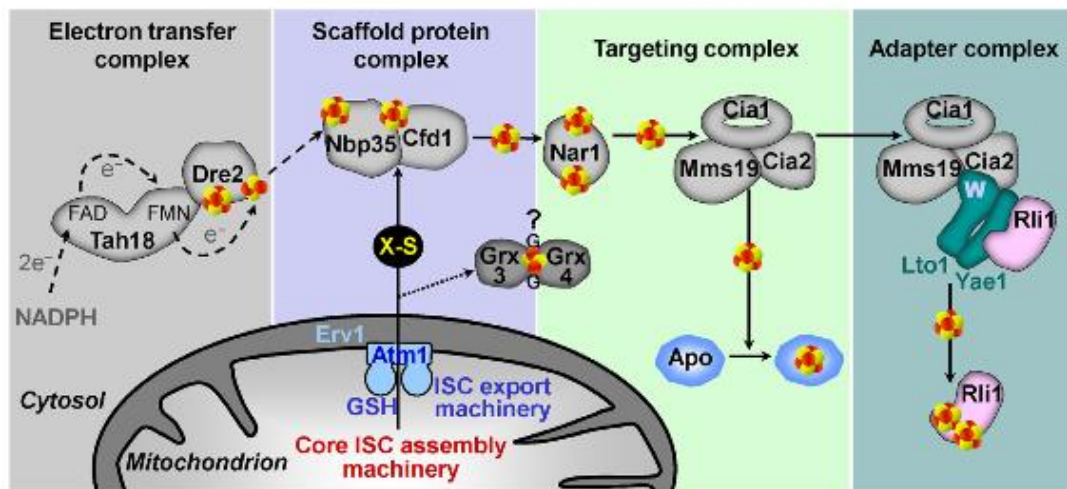 Electron transfer
complex
Scaffold protein
complex
Targeting complex
Adapter complex
Nbp35
Cfd1
Nar1
Cia1
Mms19
Cia2
Cia1
Mms19
Cia2
W
Rli1
Lto1
Yae1
Dre2
e⁻
FAD
FMN
Tah18
e⁻
2e⁻
NADPH
X-S
?
G
Grx
3
Grx
4
G
Erv1
Atm1
GSH
ISC export
machinery
Apo
Rli1
Cytosol
Mitochondrion
Core ISC assembly
machinery